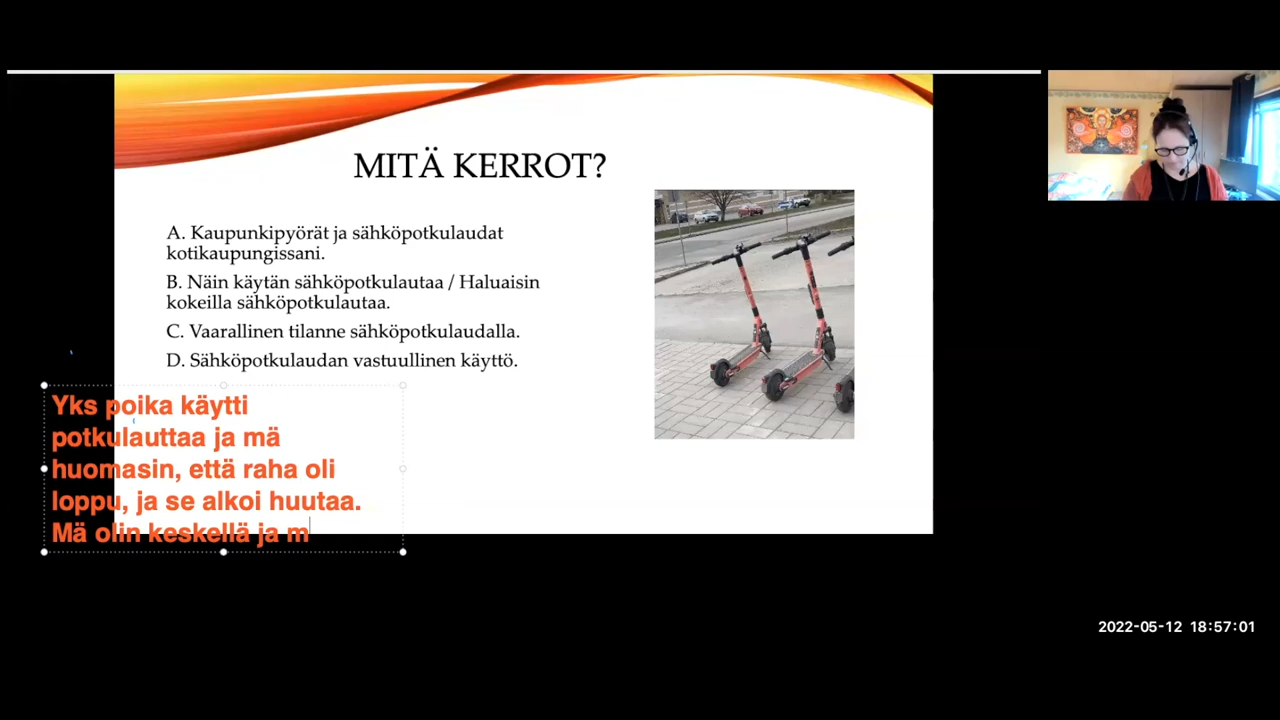 MITÄ KERROT?
A. Kaupunkipyörät ja sähköpotkulaudat
kotikaupungissani.
B. Näin käytän sähköpotkulautaa / Haluaisin
kokeilla sähköpotkulautaa.
C. Vaarallinen tilanne sähköpotkulaudalla.
D. Sähköpotkulaudan vastuullinen käyttö.
Yks poika käytti
potkulauttaa ja mä
huomasin, että raha oli
loppu, ja se alkoi huutaa.
Mä olin keskellä ja m
2022-05-12 18:57:01